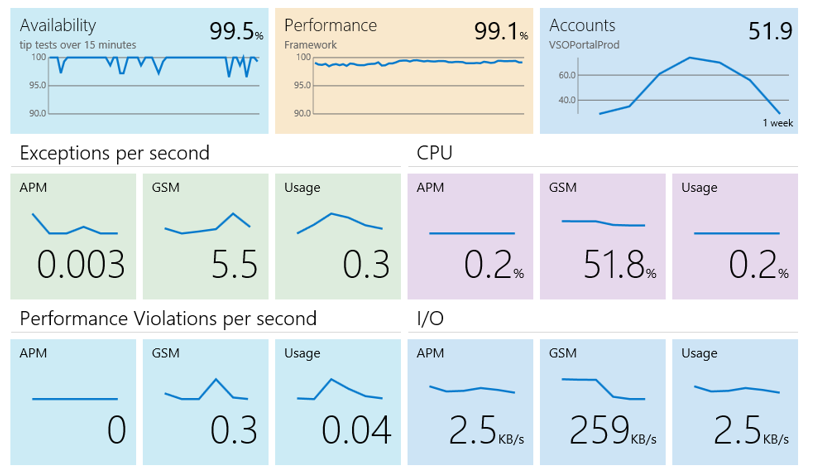 Availability 99.5%
tip tests over 15 minutes
100
95.0
90.0
Performance 99.1%
Framework
100
95.0
90.0
Accounts 51.9
VSOPortalProd
60.0
40.0
1 week
Exceptions per second
APM
0.003
GSM
5.5
Usage
0.3
CPU
APM
0.2%
GSM
51.8%
Usage
0.2%
Performance Violations per second
APM
0
GSM
0.3
Usage
0.04
I/O
APM
2.5KB/s
GSM
259KB/s
Usage
2.5KB/s